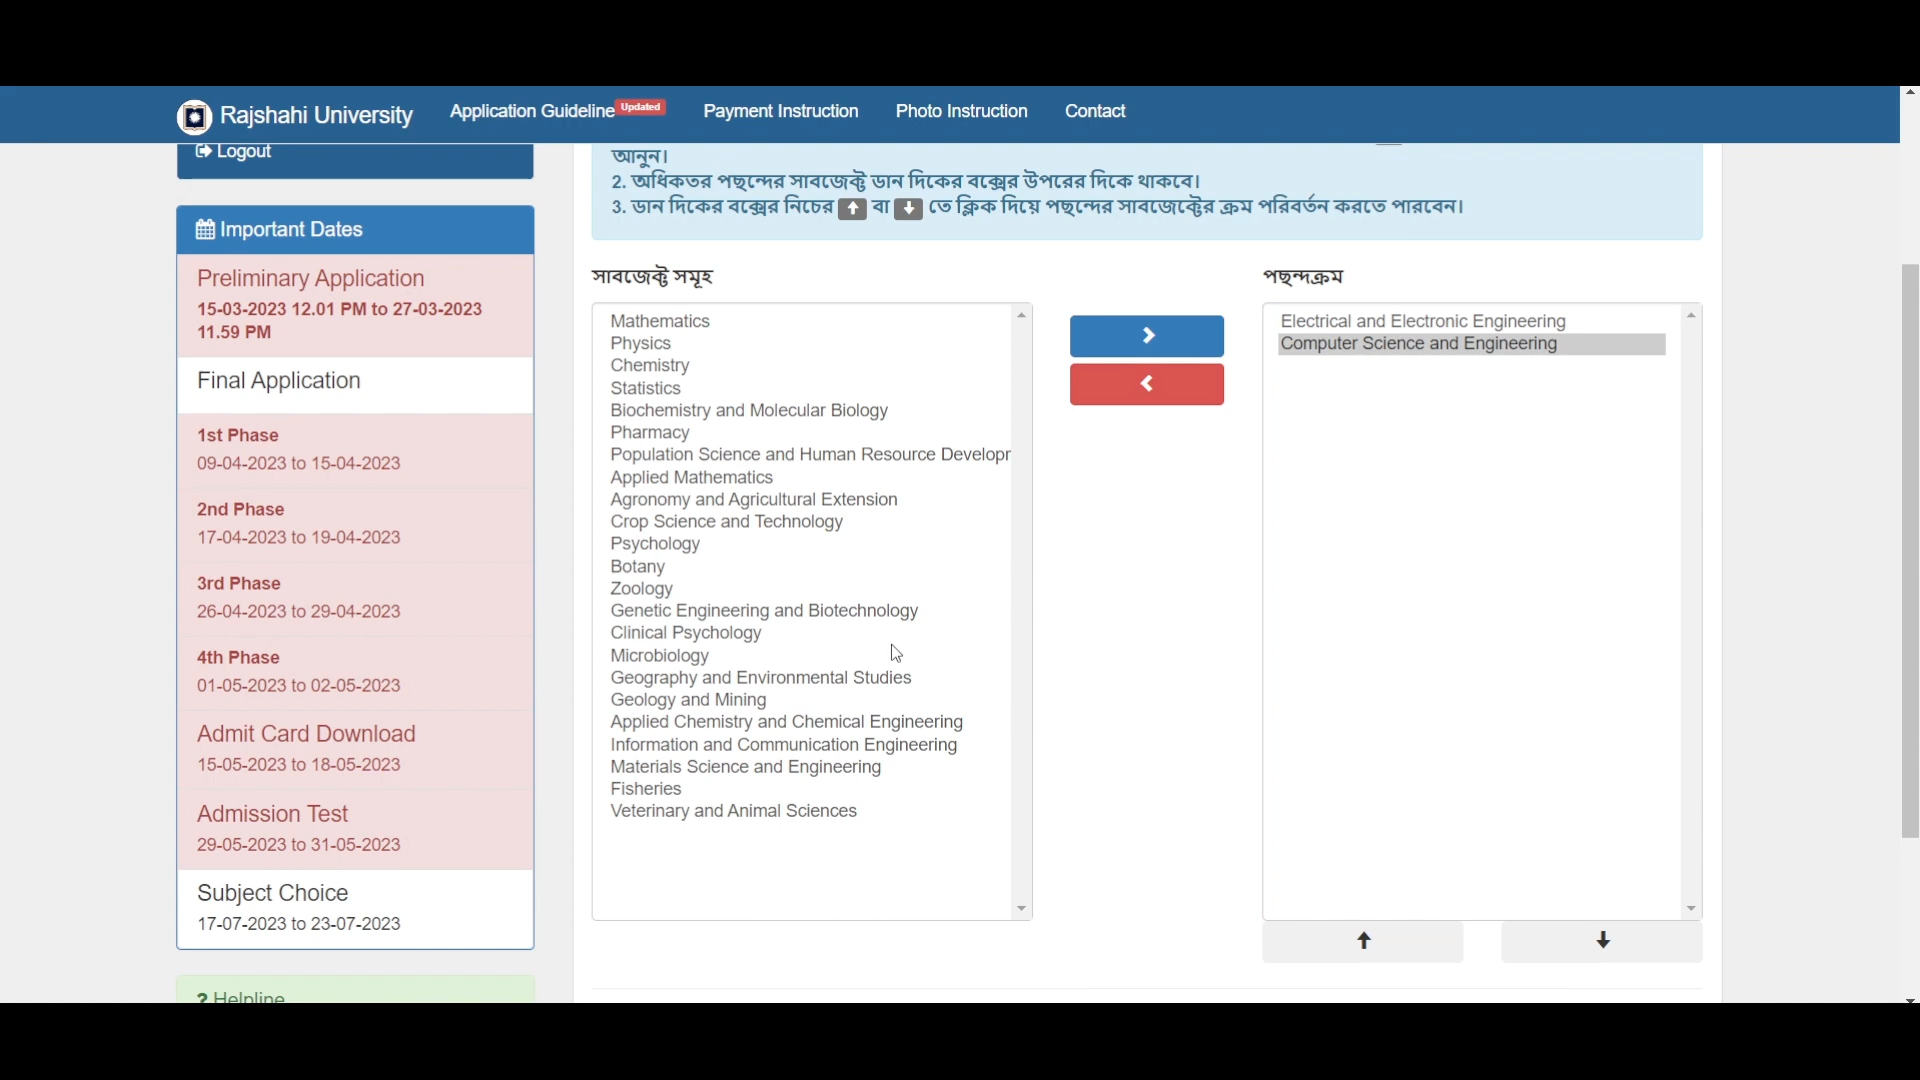 Rajshahi University
Application Guideline Updated
Payment Instruction
Photo Instruction
Contact
Logout
Important Dates
Preliminary Application
15-03-2023 12.01 PM to 27-03-2023
11.59 PM
Final Application
1st Phase
09-04-2023 to 15-04-2023
2nd Phase
17-04-2023 to 19-04-2023
3rd Phase
26-04-2023 to 29-04-2023
4th Phase
01-05-2023 to 02-05-2023
Admit Card Download
15-05-2023 to 18-05-2023
Admission Test
29-05-2023 to 31-05-2023
Subject Choice
17-07-2023 to 23-07-2023
? Helpline
আনুন।
2. অধিকতর পছন্দের সাবজেক্ট ডান দিকের বক্সের উপরের দিকে থাকবে।
3. ডান দিকের বক্সের নিচের ↑ বা ↓ তে ক্লিক দিয়ে পছন্দের সাবজেক্টের ক্রম পরিবর্তন করতে পারবেন।
সাবজেক্ট সমূহ
Mathematics
Physics
Chemistry
Statistics
Biochemistry and Molecular Biology
Pharmacy
Population Science and Human Resource Developr
Applied Mathematics
Agronomy and Agricultural Extension
Crop Science and Technology
Psychology
Botany
Zoology
Genetic Engineering and Biotechnology
Clinical Psychology
Microbiology
Geography and Environmental Studies
Geology and Mining
Applied Chemistry and Chemical Engineering
Information and Communication Engineering
Materials Science and Engineering
Fisheries
Veterinary and Animal Sciences
পছন্দক্রম
Electrical and Electronic Engineering
Computer Science and Engineering